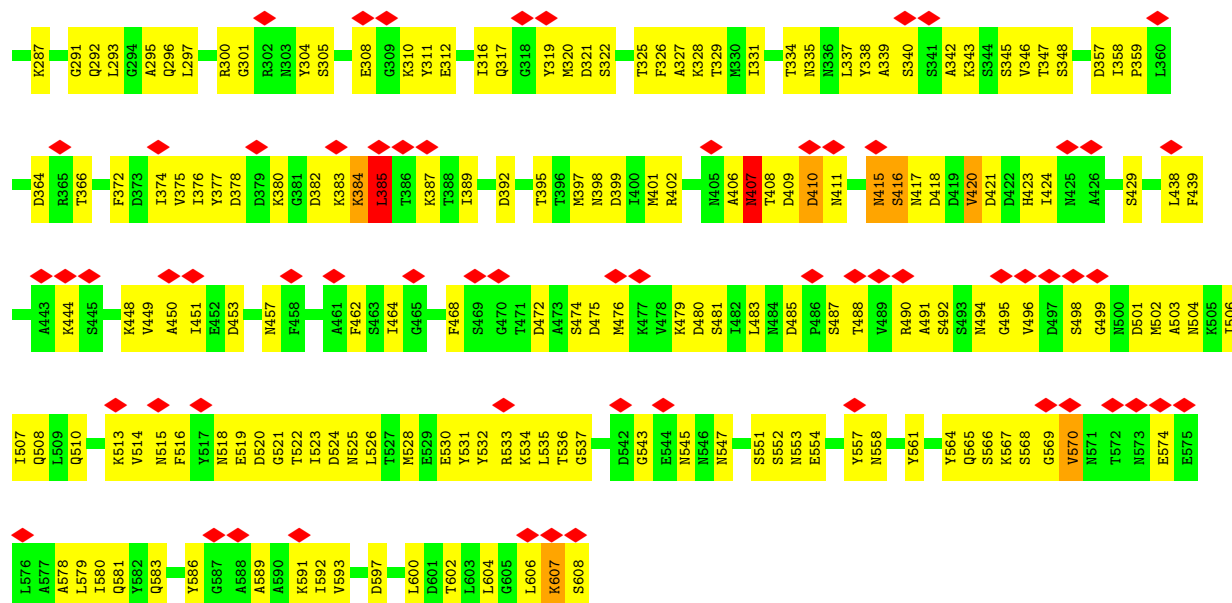 K287 G291 Q292 L293 G294 A295 Q296 L297 R300 G301 R302 N303 Y304 S305 E308 G309 K310 Y311 E312 I316 Q317 G318 Y319 M320 D321 S322 T325 F326 A327 K328 T329 M330 I331 T334 N335 N336 L337 Y338 A339 S340 S341 A342 K343 S344 S345 V346 T347 S348 D357 I358 P359 L360
D364 R365 T366 F372 D373 I374 V375 I376 Y377 D378 D379 K380 G381 D382 K383 K384 L385 T386 K387 T388 I389 D392 T395 T396 M397 N398 D399 I400 M401 R402 N405 A406 N407 T408 D409 D410 N411 N415 S416 N417 D418 D419 V420 D421 D422 H423 I424 N425 A426 S429 L438 F439
A443 K444 S445 K448 V449 A450 I451 E452 D453 N457 F458 A461 F462 S463 I464 G465 F468 S469 G470 T471 D472 A473 S474 D475 M476 K477 V478 K479 D480 S481 I482 L483 N484 D485 P486 S487 T488 V489 R490 A491 S492 S493 N494 G495 V496 D497 S498 G499 N500 D501 M502 A503 N504 K505 I506
I507 Q508 L509 Q510 K513 V514 N515 F516 Y517 N518 E519 D520 G521 T522 I523 D524 N525 L526 T527 M528 E529 E530 Y531 Y532 R533 K534 L535 T536 G537 D542 G543 E544 N545 N546 N547 S551 S552 N553 E554 Y557 N558 Y561 Y564 Q565 S566 K567 S568 G569 V570 N571 T572 N573 E574 E575
L576 A577 A578 L579 I580 Q581 Y582 Q583 Y586 G587 A588 A589 A590 K591 I592 V593 D597 L600 D601 T602 L603 L604 G605 L606 K607 S608